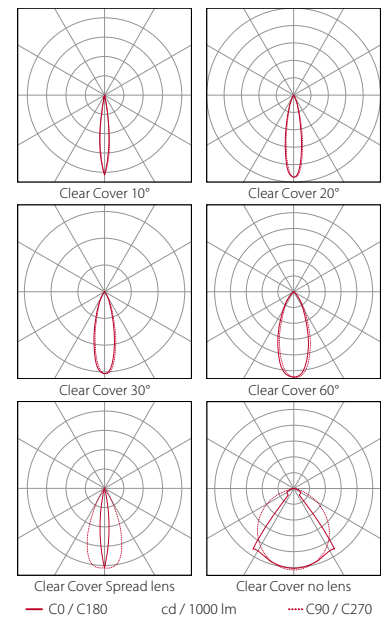 Clear Cover 10° Clear Cover 20°
Clear Cover 30° Clear Cover 60°
Clear Cover Spread lens Clear Cover no lens
C0 / C180 cd / 1000 lm C90 / C270